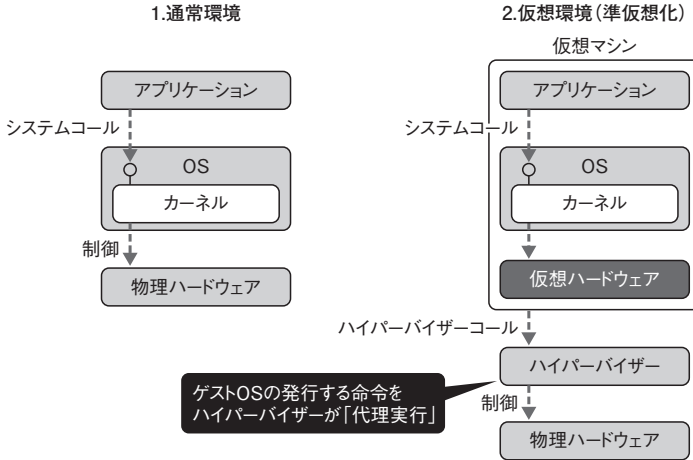 1.通常環境
アプリケーション
システムコール
OS
カーネル
制御
物理ハードウェア
2.仮想環境(準仮想化)
仮想マシン
アプリケーション
システムコール
OS
カーネル
仮想ハードウェア
ハイパーバイザーコール
ハイパーバイザー
ゲストOSの発行する命令を
ハイパーバイザーが「代理実行」
制御
物理ハードウェア